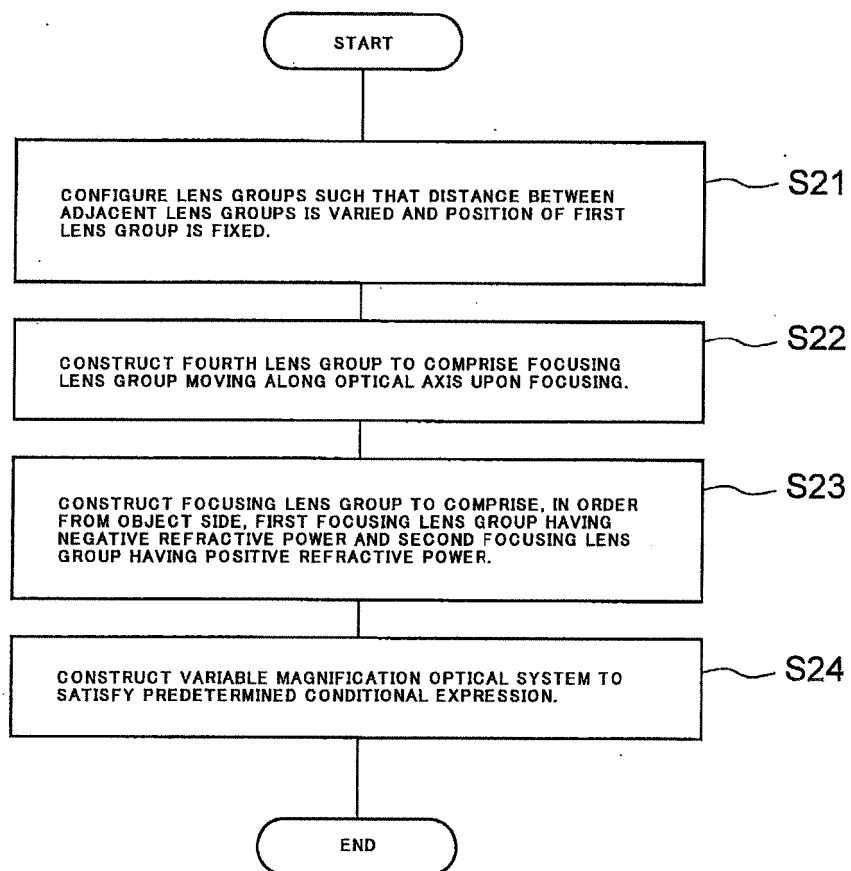 START
S21
CONFIGURE LENS GROUPS SUCH THAT DISTANCE BETWEEN
ADJACENT LENS GROUPS IS VARIED AND POSITION OF FIRST
LENS GROUP IS FIXED.
S22
CONSTRUCT FOURTH LENS GROUP TO COMPRISE FOCUSING
LENS GROUP MOVING ALONG OPTICAL AXIS UPON FOCUSING.
S23
CONSTRUCT FOCUSING LENS GROUP TO COMPRISE, IN ORDER
FROM OBJECT SIDE, FIRST FOCUSING LENS GROUP HAVING
NEGATIVE REFRACTIVE POWER AND SECOND FOCUSING LENS
GROUP HAVING POSITIVE REFRACTIVE POWER.
S24
CONSTRUCT VARIABLE MAGNIFICATION OPTICAL SYSTEM TO
SATISFY PREDETERMINED CONDITIONAL EXPRESSION.
END